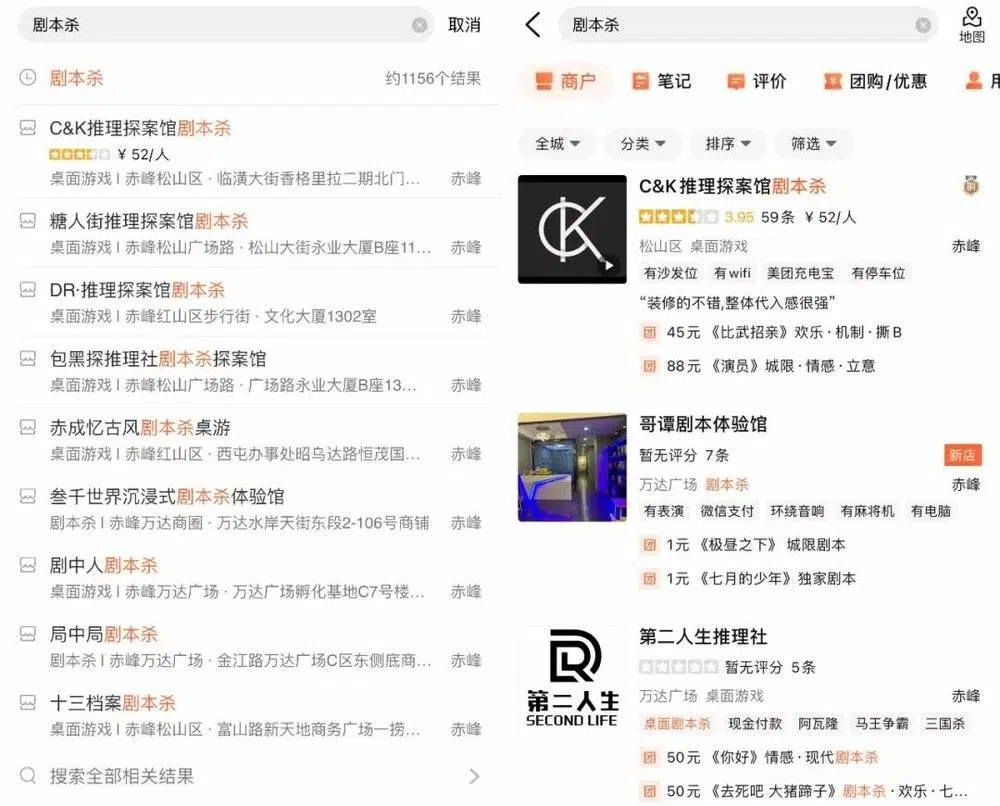 剧本杀
取消
剧本杀
约1156个结果
C&K推理探案馆剧本杀
¥ 52/人
桌面游戏 | 赤峰松山区 · 临潢大街香格里拉二期北门...
赤峰
糖人街推理探案馆剧本杀
桌面游戏 | 赤峰松山广场路 · 松山大街永业大厦B座11...
赤峰
DR·推理探案馆剧本杀
桌面游戏 | 赤峰红山区步行街 · 文化大厦1302室
赤峰
包黑探推理社剧本杀探案馆
桌面游戏 | 赤峰松山广场路 · 广场路永业大厦B座13...
赤峰
赤成忆古风剧本杀桌游
桌面游戏 | 赤峰红山区 · 西屯办事处昭乌达路恒茂国...
赤峰
叁千世界沉浸式剧本杀体验馆
剧本杀 | 赤峰万达商圈 · 万达水岸天街东段2-106号商铺
赤峰
剧中人剧本杀
桌面游戏 | 赤峰万达广场 · 万达广场孵化基地C7号楼...
赤峰
局中局剧本杀
剧本杀 | 赤峰万达广场 · 金江路万达广场C区东侧底商...
赤峰
十三档案剧本杀
桌面游戏 | 赤峰松山区 · 富山路新天地商务广场一捞...
赤峰
搜索全部相关结果
剧本杀
地图
商户
笔记
评价
团购/优惠
用
全城
分类
排序
筛选
C&K推理探案馆剧本杀
3.95 59条 ¥ 52/人
松山区 桌面游戏
赤峰
有沙发位 有wifi 美团充电宝 有停车位
“装修的不错,整体代入感很强”
团 45元《比武招亲》欢乐 · 机制 · 撕B
团 88元《演员》城限 · 情感 · 立意
哥谭剧本体验馆
暂无评分 7条
新店
万达广场 剧本杀
赤峰
有表演 微信支付 环绕音响 有麻将机 有电脑
团 1元《极昼之下》城限剧本
团 1元《七月的少年》独家剧本
第二人生
SECOND LIFE
第二人生推理社
暂无评分 5条
万达广场 桌面游戏
赤峰
桌面剧本杀 现金付款 阿瓦隆 马王争霸 三国杀
团 50元《你好》情感 · 现代剧本杀
团 50元《去死吧 大猪蹄子》剧本杀 · 欢乐 · 七...